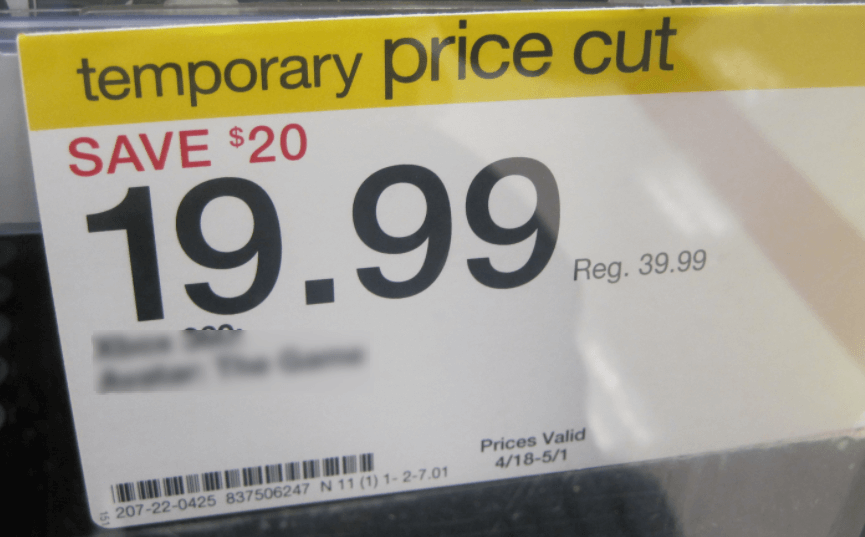 temporary price cut
SAVE $20
19.99
Reg. 39.99
Prices Valid
4/18-5/1
207-22-0425 837506247 N 11 (1) 1- 2-7.01